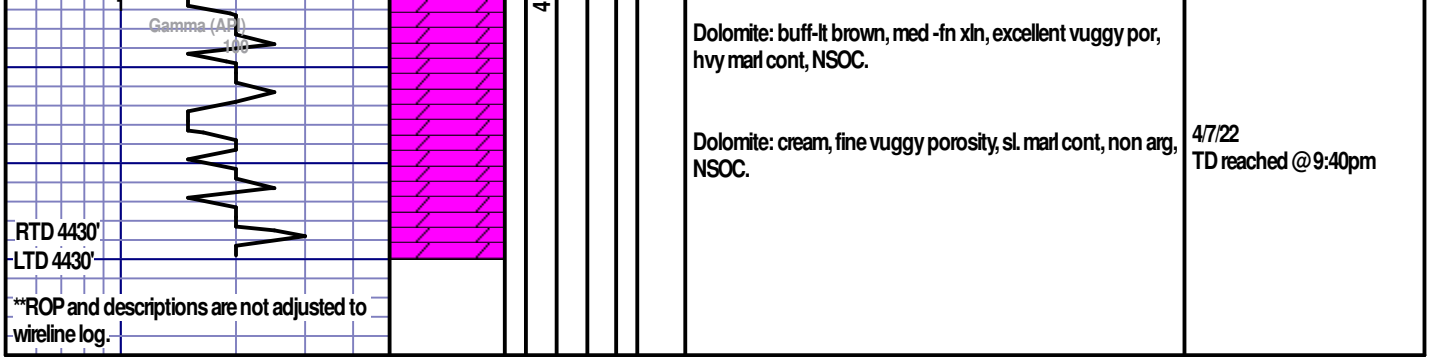 Gamma (API)
100
4
Dolomite: buff-lt brown, med -fn xln, excellent vuggy por,
hvy marl cont, NSOC.
Dolomite: cream, fine vuggy porosity, sl. marl cont, non arg,
NSOC.
4/7/22
TD reached @ 9:40pm
RTD 4430'
LTD 4430'
**ROP and descriptions are not adjusted to
wireline log.